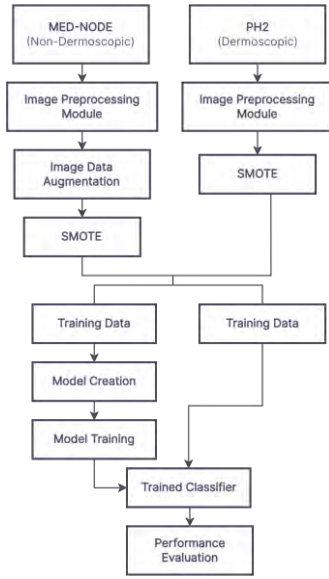 MED-NODE
(Non-Dermoscopic)
PH2
(Dermoscopic)
Image Preprocessing
Module
Image Preprocessing
Module
Image Data
Augmentation
SMOTE
SMOTE
Training Data
Training Data
Model Creation
Model Training
Trained Classifier
Performance
Evaluation